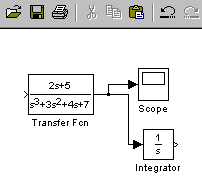 2s+5
s³+3s²+4s+7
Transfer Fcn
Scope
1
s
Integrator